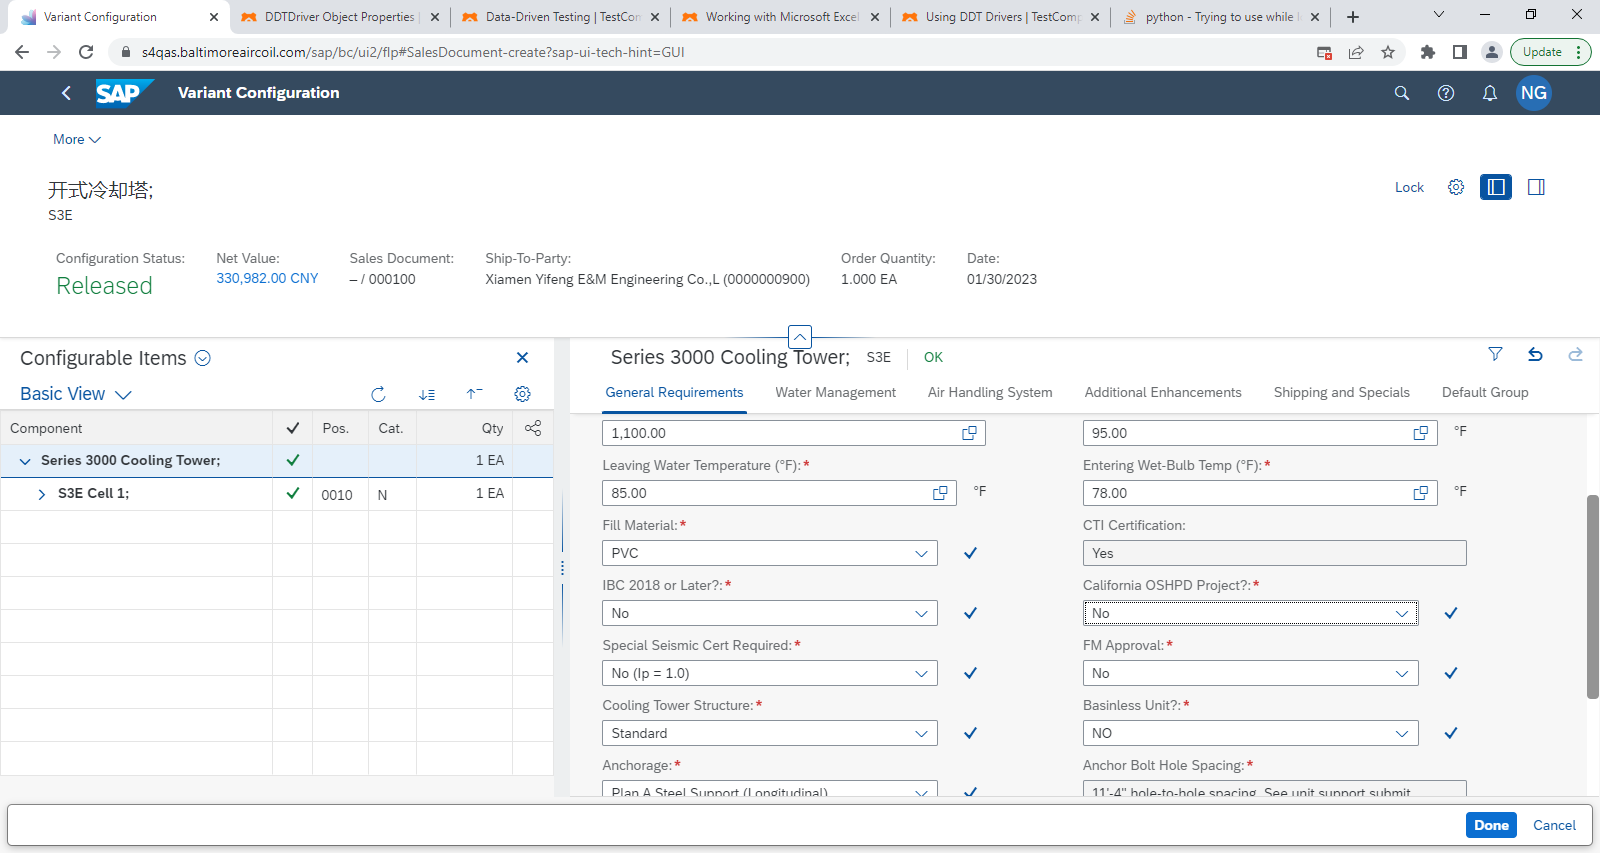 Variant Configuration
DDTDriver Object Properties
Data-Driven Testing | TestCom
Working with Microsoft Excel
Using DDT Drivers | TestComp
python - Trying to use while l
s4qas.baltimoreaircoil.com/sap/bc/ui2/flp#SalesDocument-create?sap-ui-tech-hint=GUI
Update
SAP
Variant Configuration
NG
More
开式冷却塔;
S3E
Lock
Configuration Status:
Net Value:
Sales Document:
Ship-To-Party:
Order Quantity:
Date:
Released
330,982.00 CNY
– / 000100
Xiamen Yifeng E&M Engineering Co.,L (0000000900)
1.000 EA
01/30/2023
Configurable Items
Basic View
Component
Pos.
Cat.
Qty
Series 3000 Cooling Tower;
1 EA
S3E Cell 1;
0010
N
1 EA
Series 3000 Cooling Tower;
S3E
OK
General Requirements
Water Management
Air Handling System
Additional Enhancements
Shipping and Specials
Default Group
1,100.00
95.00
°F
Leaving Water Temperature (°F):*
Entering Wet-Bulb Temp (°F):*
85.00
°F
78.00
°F
Fill Material:*
CTI Certification:
PVC
Yes
IBC 2018 or Later?:*
California OSHPD Project?:*
No
No
Special Seismic Cert Required:*
FM Approval:*
No (Ip = 1.0)
No
Cooling Tower Structure:*
Basinless Unit?:*
Standard
NO
Anchorage:*
Anchor Bolt Hole Spacing:*
Plan A Steel Support (Longitudinal)
11'-4" hole-to-hole spacing. See unit support submit
Done
Cancel